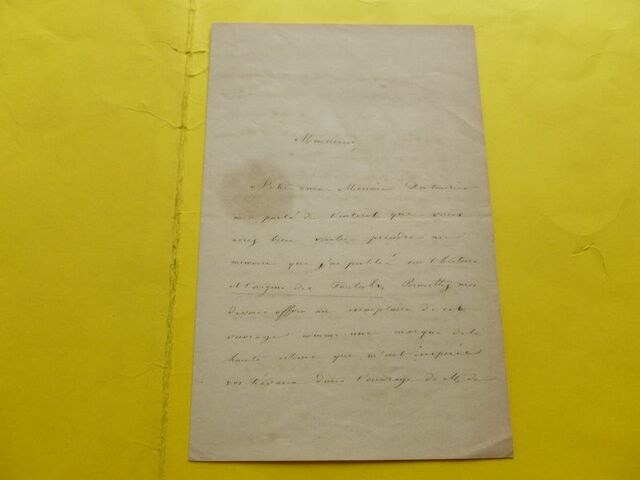 Monsieur,
Notre ami Monsieur
m'a parlé de l'intérêt que vous
avez bien voulu prendre au
mémoire que j'ai publié sur l'histoire
et l'origine des Foulahs, Permettez moi
de vous offrir un exemplaire de cet
ouvrage comme une marque de la
haute estime que m'ont inspirée
vos travaux dans l'ouvrage de M. de